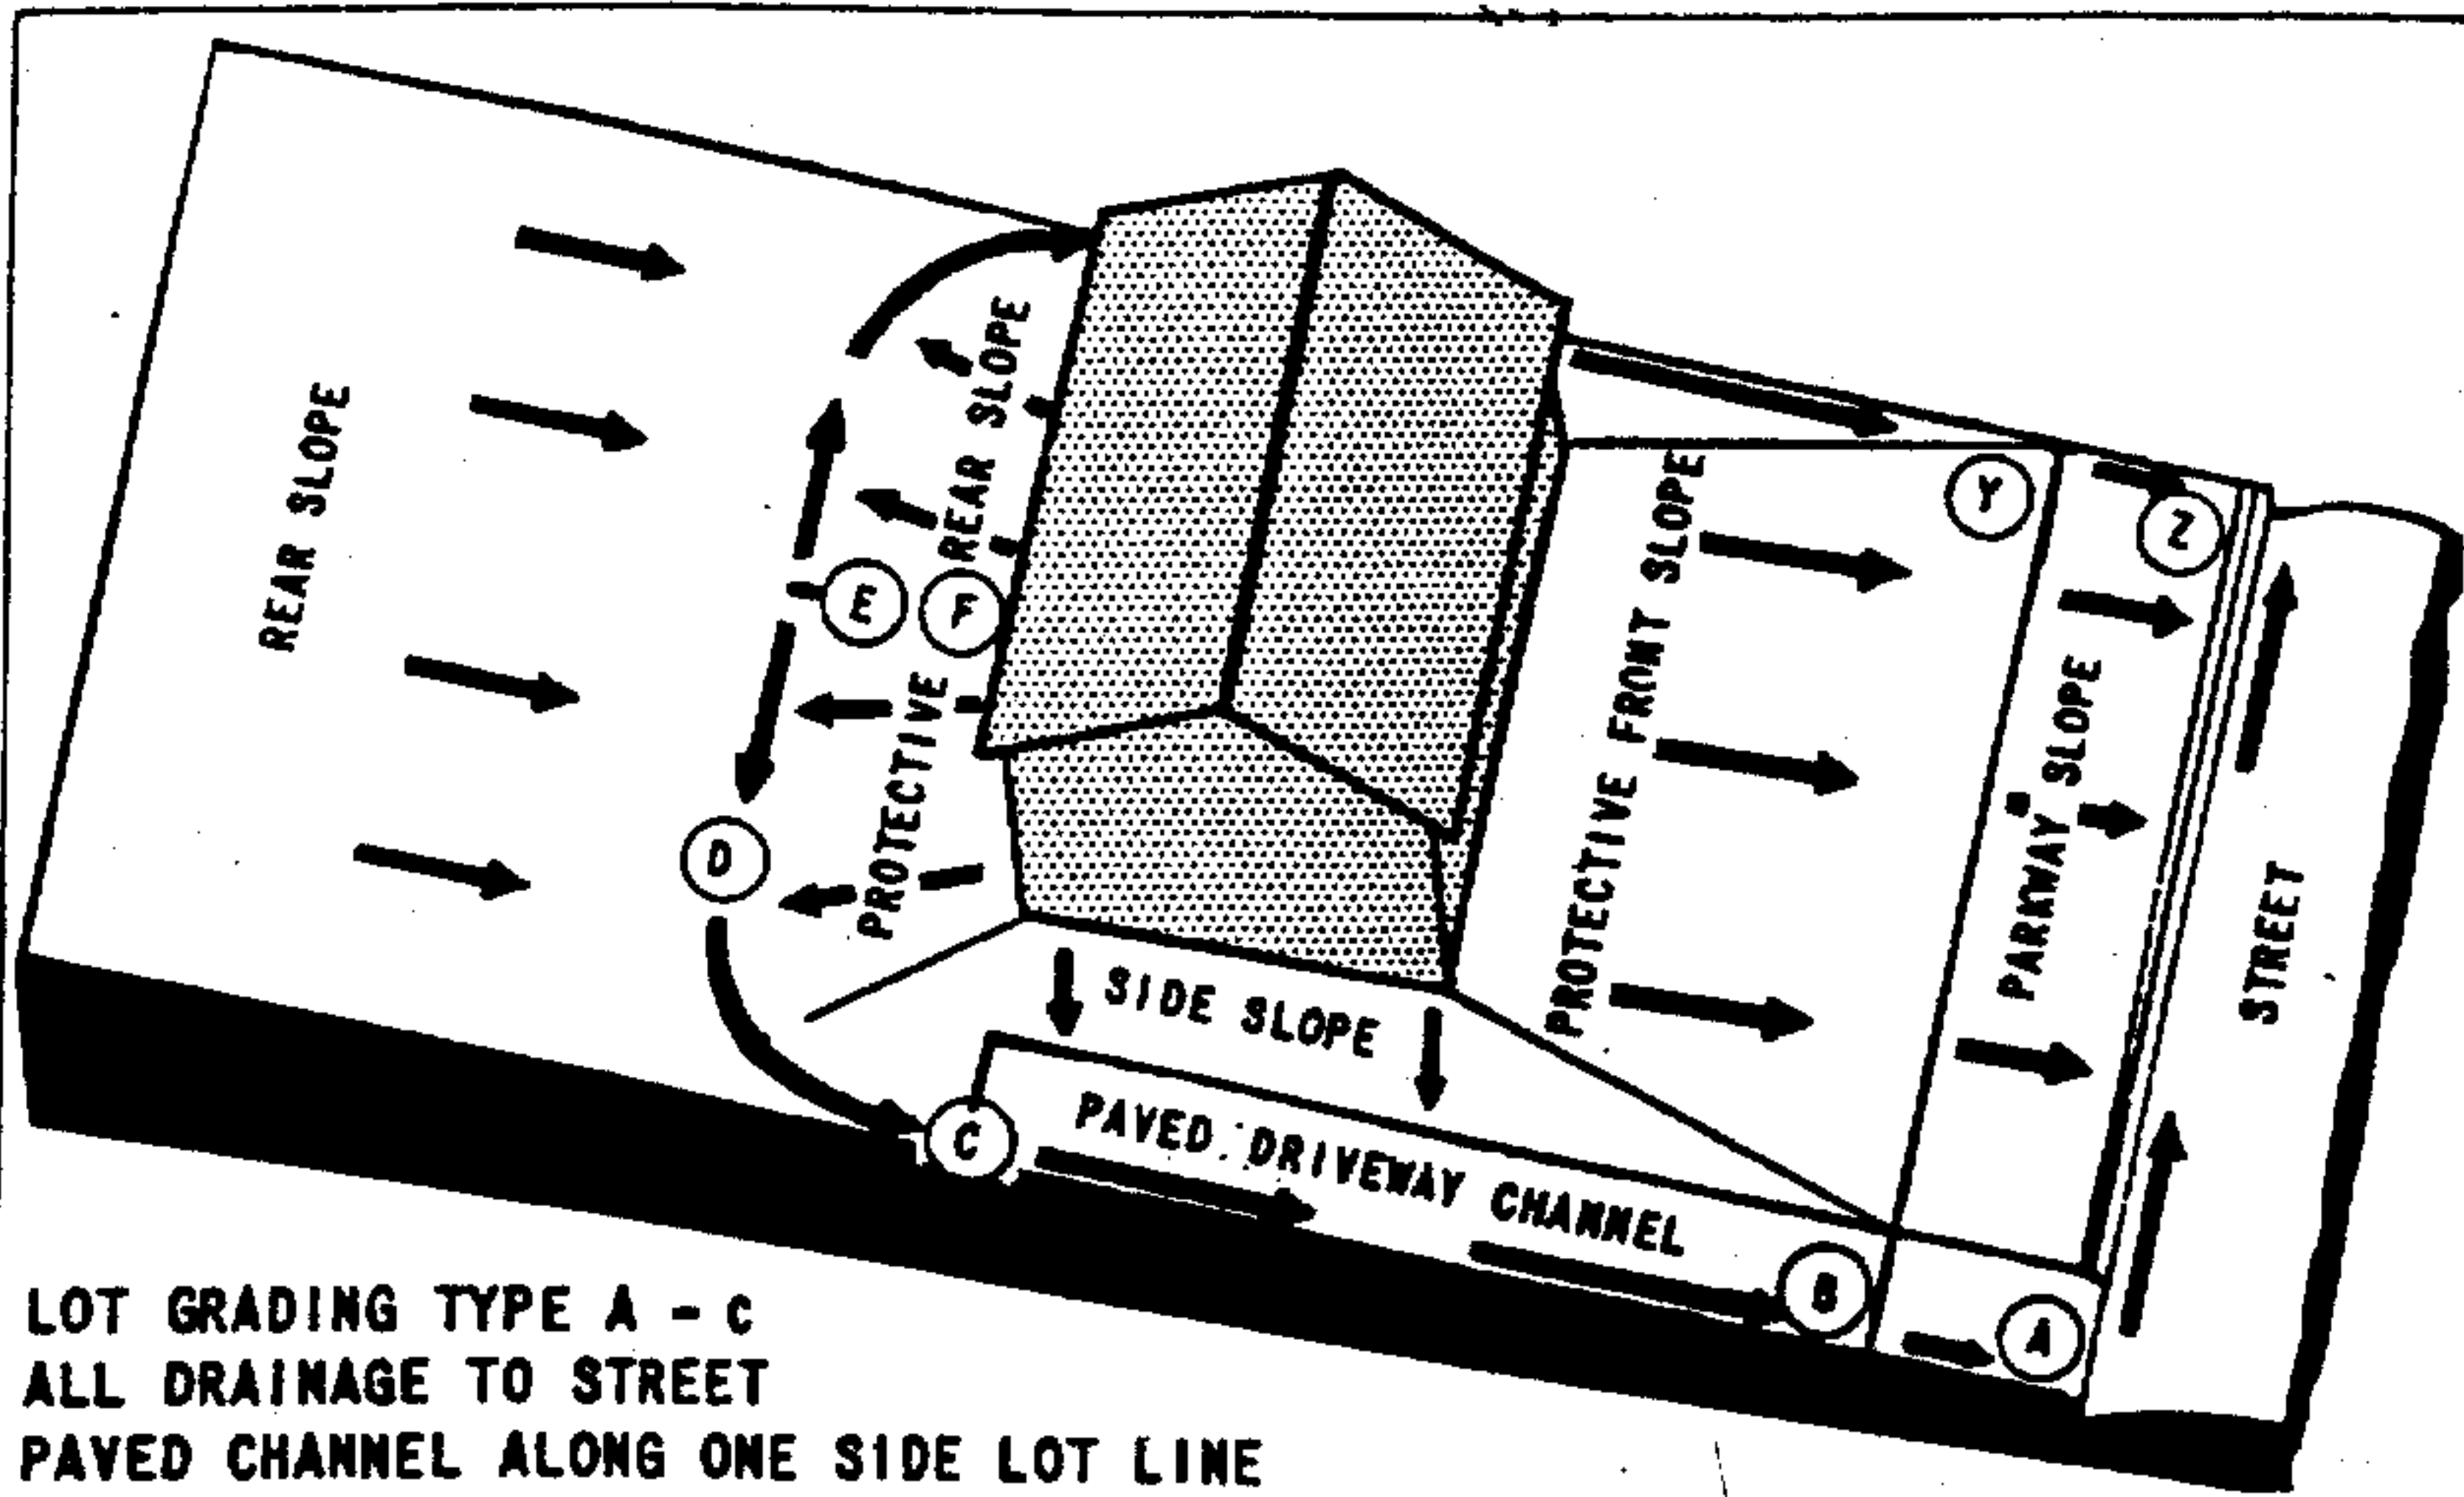 REAR SLOPE
PROTECTIVE REAR SLOPE
E
F
D
C
SIDE SLOPE
PAVED DRIVEWAY CHANNEL
B
A
PROTECTIVE FRONT SLOPE
Y
Z
PARKWAY SLOPE
STREET
LOT GRADING TYPE A - c
ALL DRAINAGE TO STREET
PAVED CHANNEL ALONG ONE SIDE LOT LINE